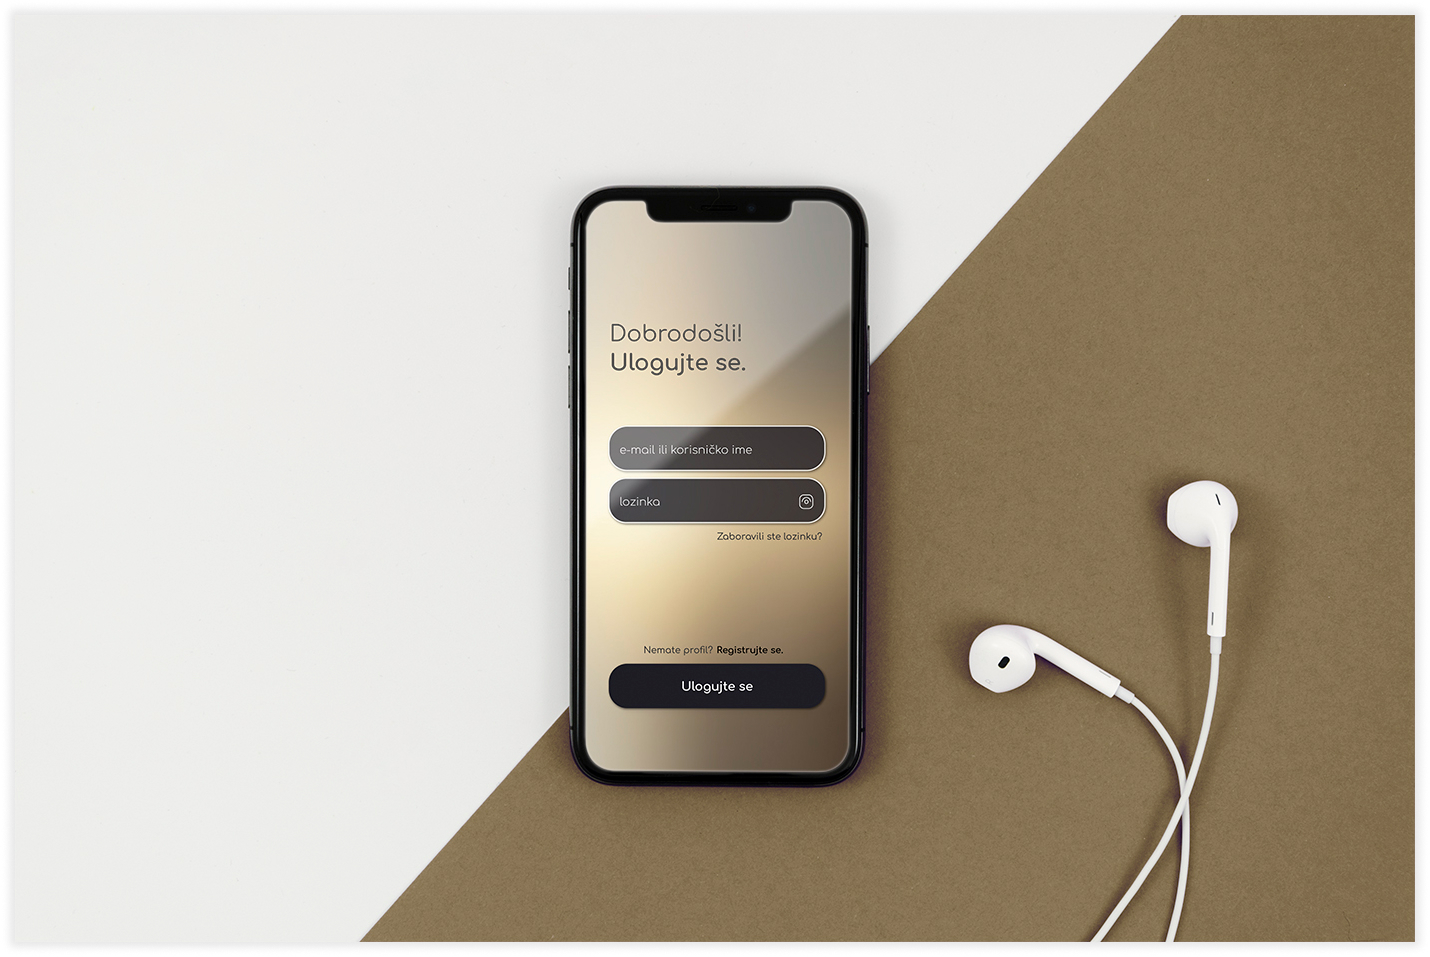 Dobrodošli!
Ulogujte se.
e-mail ili korisničko ime
lozinka
Zaboravili ste lozinku?
Nemate profil? Registrujte se.
Ulogujte se